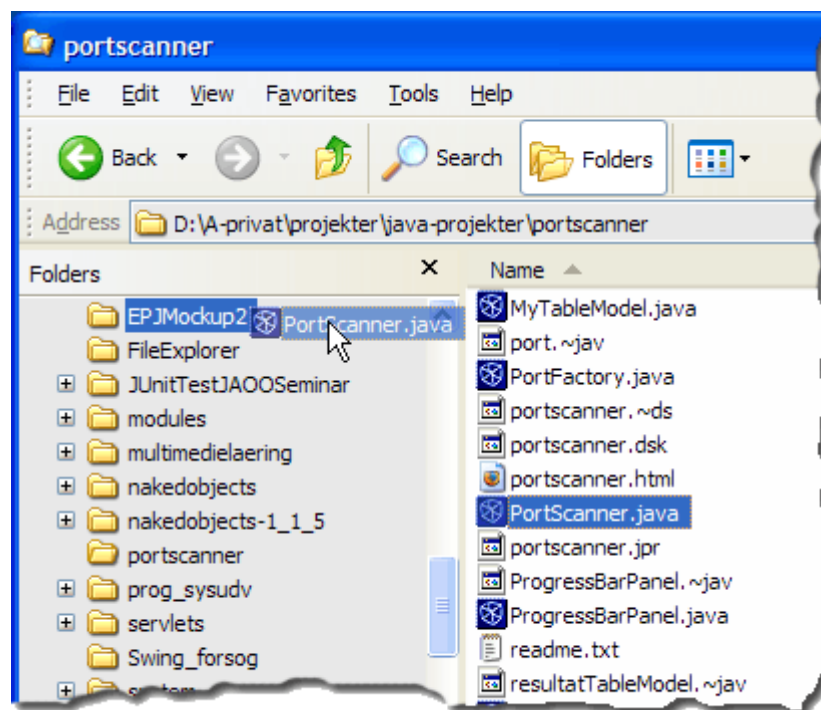 portscanner
File Edit View Favorites Tools Help
Back Search Folders
Address D:\A-privat\projekter\java-projekter\portscanner
Folders
EPJMockup2
PortScanner.java
FileExplorer
JUnitTestJAOOSeminar
modules
multimedielaering
nakedobjects
nakedobjects-1_1_5
portscanner
prog_sysudv
servlets
Swing_forsog
Name
MyTableModel.java
port.~jav
PortFactory.java
portscanner.~ds
portscanner.dsk
portscanner.html
PortScanner.java
portscanner.jpr
ProgressBarPanel.~jav
ProgressBarPanel.java
readme.txt
resultatTableModel.~jav